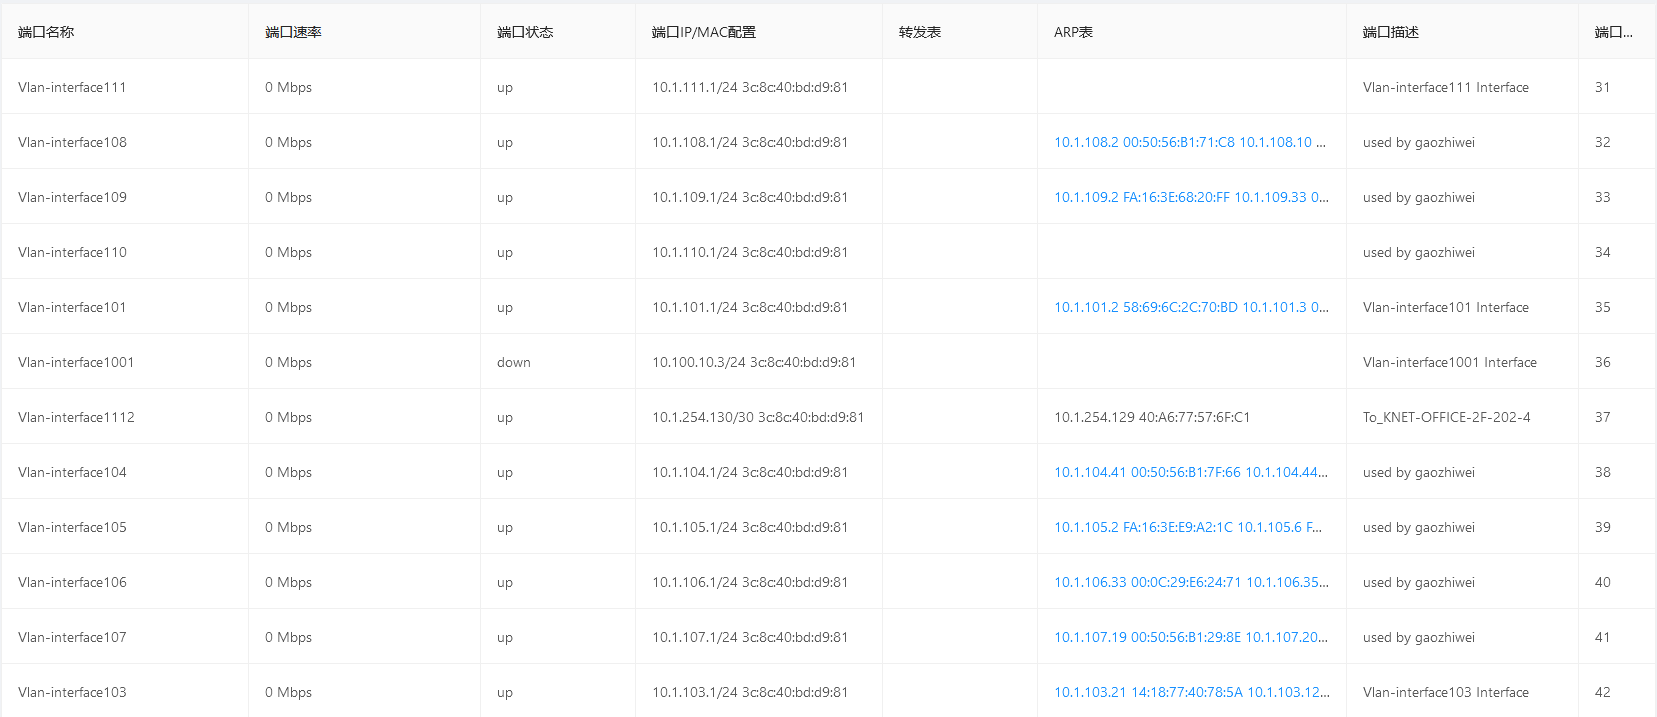 端口名称 端口速率 端口状态 端口IP/MAC配置 转发表 ARP表 端口描述 端口...
Vlan-interface111 0 Mbps up 10.1.111.1/24 3c:8c:40:bd:d9:81 Vlan-interface111 Interface 31
Vlan-interface108 0 Mbps up 10.1.108.1/24 3c:8c:40:bd:d9:81 10.1.108.2 00:50:56:B1:71:C8 10.1.108.10 ... used by gaozhiwei 32
Vlan-interface109 0 Mbps up 10.1.109.1/24 3c:8c:40:bd:d9:81 10.1.109.2 FA:16:3E:68:20:FF 10.1.109.33 0... used by gaozhiwei 33
Vlan-interface110 0 Mbps up 10.1.110.1/24 3c:8c:40:bd:d9:81 used by gaozhiwei 34
Vlan-interface101 0 Mbps up 10.1.101.1/24 3c:8c:40:bd:d9:81 10.1.101.2 58:69:6C:2C:70:BD 10.1.101.3 0... Vlan-interface101 Interface 35
Vlan-interface1001 0 Mbps down 10.100.10.3/24 3c:8c:40:bd:d9:81 Vlan-interface1001 Interface 36
Vlan-interface1112 0 Mbps up 10.1.254.130/30 3c:8c:40:bd:d9:81 10.1.254.129 40:A6:77:57:6F:C1 To_KNET-OFFICE-2F-202-4 37
Vlan-interface104 0 Mbps up 10.1.104.1/24 3c:8c:40:bd:d9:81 10.1.104.41 00:50:56:B1:7F:66 10.1.104.44... used by gaozhiwei 38
Vlan-interface105 0 Mbps up 10.1.105.1/24 3c:8c:40:bd:d9:81 10.1.105.2 FA:16:3E:E9:A2:1C 10.1.105.6 F... used by gaozhiwei 39
Vlan-interface106 0 Mbps up 10.1.106.1/24 3c:8c:40:bd:d9:81 10.1.106.33 00:0C:29:E6:24:71 10.1.106.35... used by gaozhiwei 40
Vlan-interface107 0 Mbps up 10.1.107.1/24 3c:8c:40:bd:d9:81 10.1.107.19 00:50:56:B1:29:8E 10.1.107.20... used by gaozhiwei 41
Vlan-interface103 0 Mbps up 10.1.103.1/24 3c:8c:40:bd:d9:81 10.1.103.21 14:18:77:40:78:5A 10.1.103.12... Vlan-interface103 Interface 42